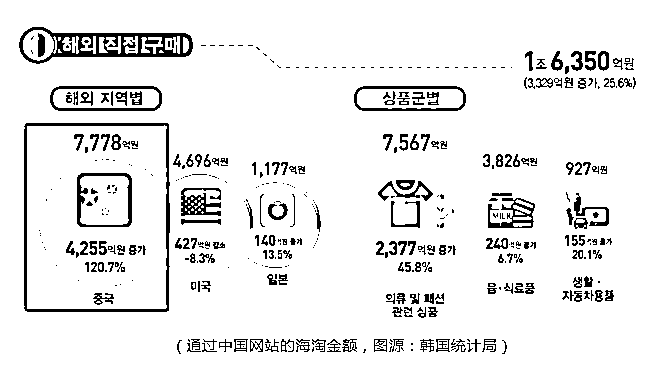 해외 직접 구매
1조 6,350억원
(3,329억원 증가, 25.6%)
해외 지역별
상품군별
7,778억원
4,255억원 증가
120.7%
중국
4,696억원
427억원 감소
-8.3%
미국
1,177억원
140억원 증가
13.5%
일본
7,567억원
2,377억원 증가
45.8%
의류 및 패션
관련 상품
3,826억원
MILK
240억원 증가
6.7%
음·식료품
927억원
155억원 증가
20.1%
생활·
자동차용품
(通过中国网站的海淘金额，图源：韩国统计局)